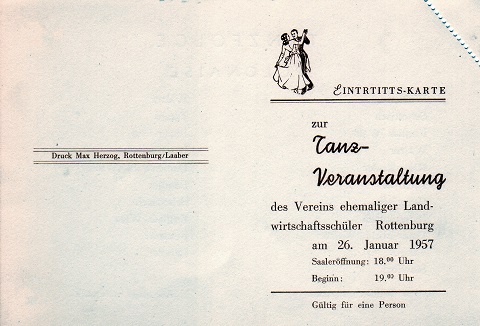 Druck Max Herzog, Rottenburg/Laaber
EINTRTITTS-KARTE
zur
Tanz-
Veranstaltung
des Vereins ehemaliger Land-
wirtschaftsschüler Rottenburg
am 26. Januar 1957
Saaleröffnung: 18.00 Uhr
Beginn: 19.00 Uhr
Gültig für eine Person